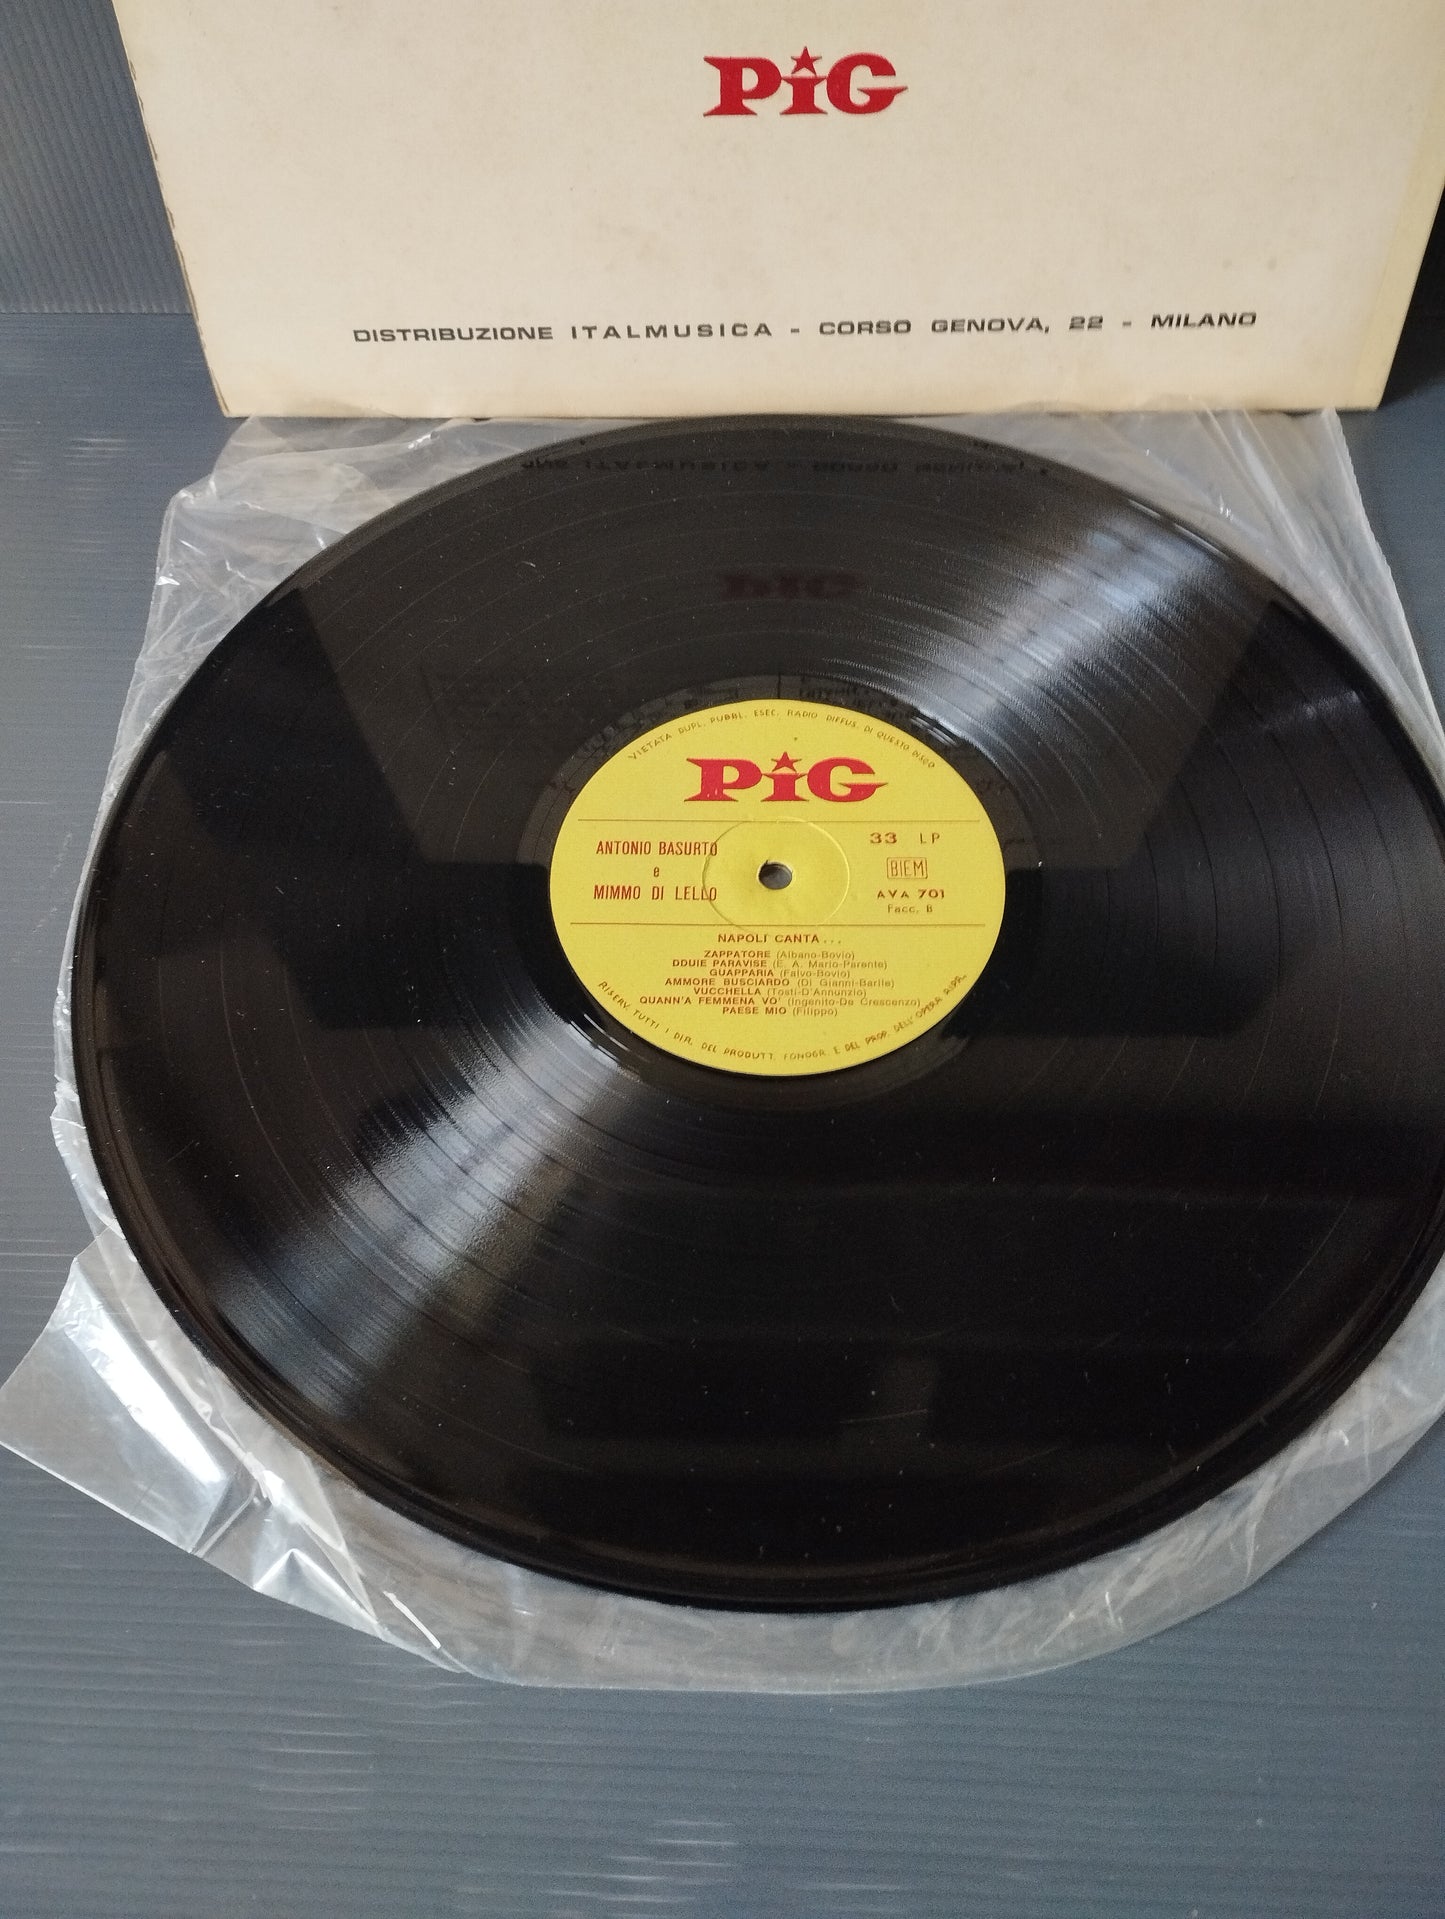 PiG
DISTRIBUZIONE ITALMUSICA - CORSO GENOVA, 22 - MILANO
VIETATA DUPL. PUBBL. ESEC. RADIO DIFFUS. DI QUESTO DISCO
PiG
ANTONIO BASURTO
e
MIMMO DI LELLO
33 LP
BIEM
AVA 701
Facc. B
NAPOLI CANTA...
ZAPPATORE (Albano-Bovio)
DDUIE PARAVISE (E. A. Mario-Parente)
GUAPPARIA (Falvo-Bovio)
AMMORE BUSCIARDO (Di Gianni-Barile)
VUCCHELLA (Tosti-D'Annunzio)
QUANN'A FEMMENA VO' (Ingenito-De Crescenzo)
PAESE MIO (Filippo)
RISERV. TUTTI I DIR. DEL PRODUTT. FONOGR. E DEL PROP. DELL'OPERA RIPR.